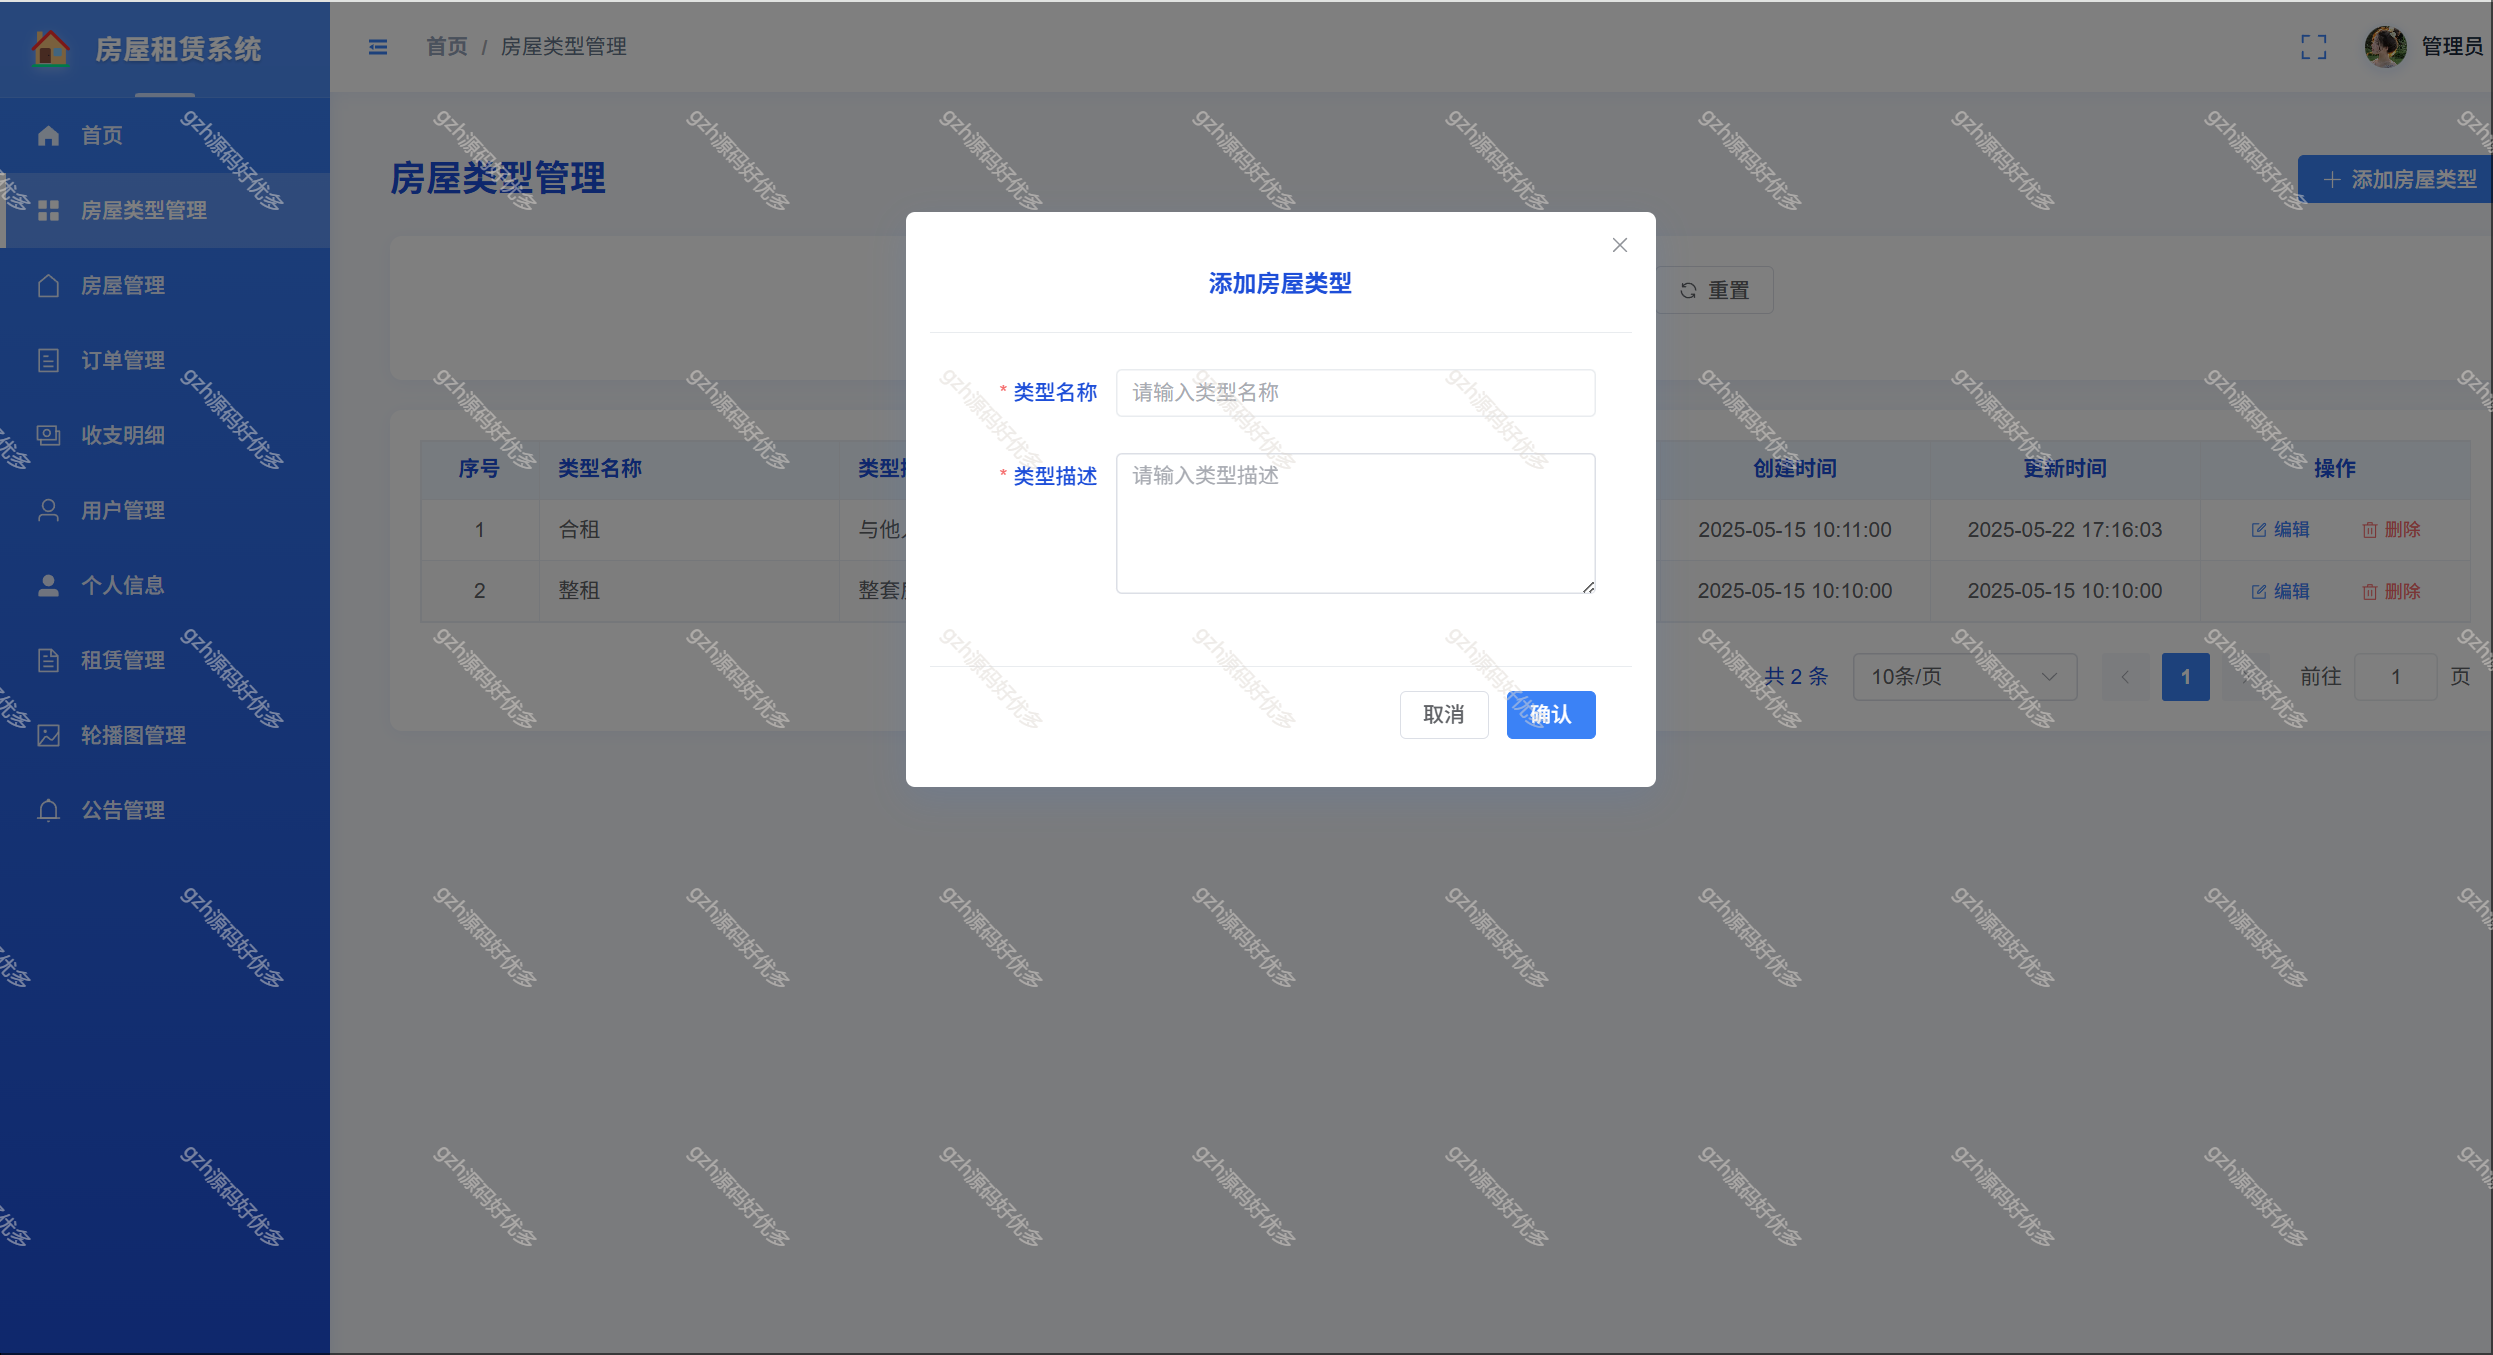 房屋租赁系统
首页 / 房屋类型管理
管理员
首页
房屋类型管理
房屋管理
订单管理
收支明细
用户管理
个人信息
租赁管理
轮播图管理
公告管理
房屋类型管理
添加房屋类型
重置
序号 类型名称 类型 创建时间 更新时间 操作
1 合租 与他 2025-05-15 10:11:00 2025-05-22 17:16:03 编辑 删除
2 整租 整套 2025-05-15 10:10:00 2025-05-15 10:10:00 编辑 删除
共 2 条 10条/页 1 前往 1 页
添加房屋类型
* 类型名称 请输入类型名称
* 类型描述 请输入类型描述
取消 确认
gzh源码好优多